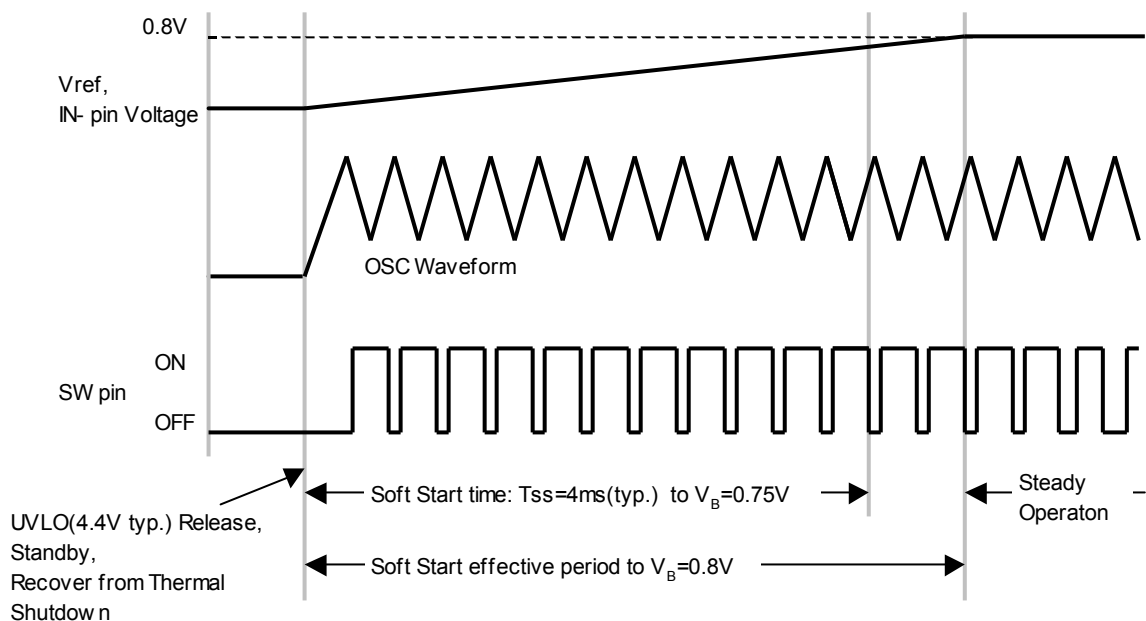 0.8V
Vref,
IN- pin Voltage
OSC Waveform
ON
SW pin
OFF
Soft Start time: Tss=4ms(typ.) to VB=0.75V
Steady
Operaton
UVLO(4.4V typ.) Release,
Standby,
Recover from Thermal
Shutdown
Soft Start effective period to VB=0.8V